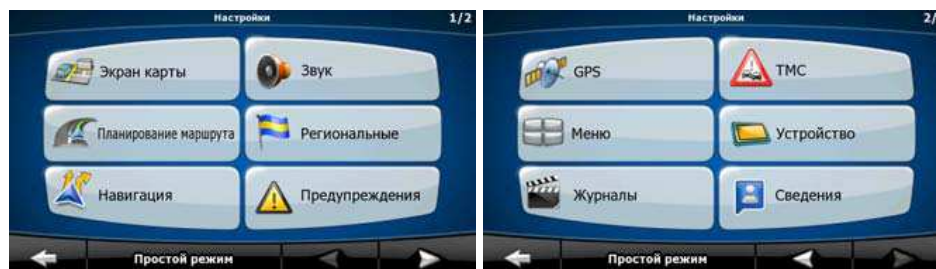 Настройки
1/2
Экран карты
Звук
Планирование маршрута
Региональные
Навигация
Предупреждения
Простой режим
Настройки
2/
GPS
TMC
Меню
Устройство
Журналы
Сведения
Простой режим